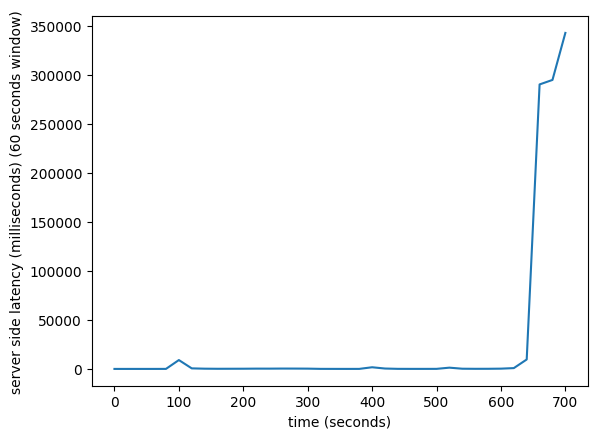 server side latency (milliseconds) (60 seconds window)
350000
300000
250000
200000
150000
100000
50000
0
0 100 200 300 400 500 600 700
time (seconds)